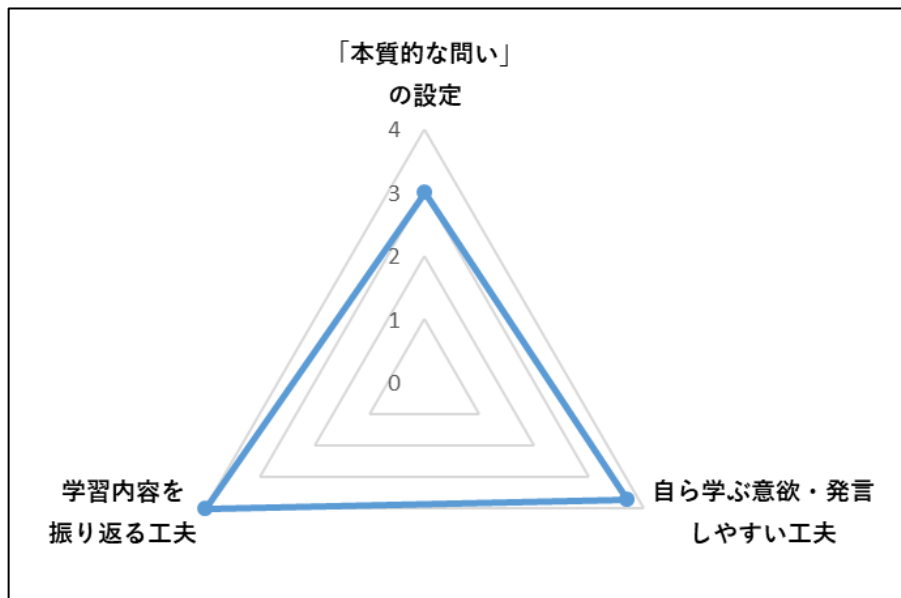 「本質的な問い」
の設定
4
3
2
1
0
学習内容を
振り返る工夫
自ら学ぶ意欲・発言
しやすい工夫